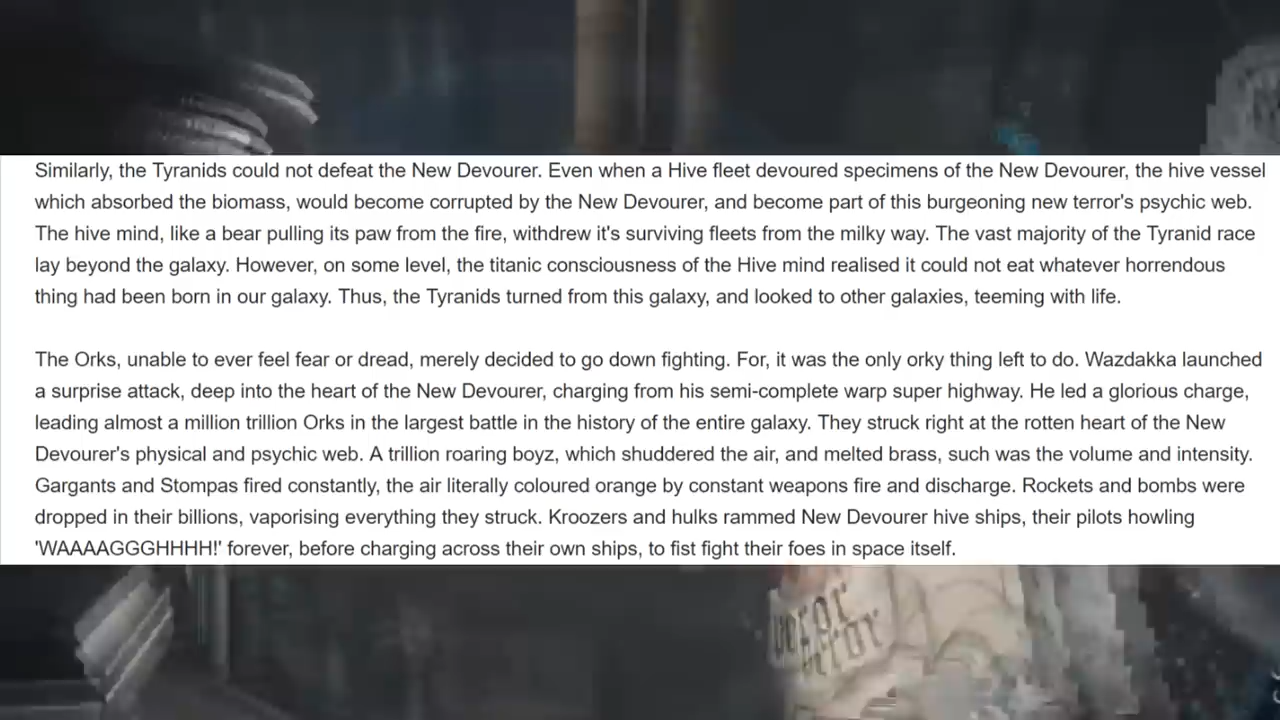 Similarly, the Tyranids could not defeat the New Devourer. Even when a Hive fleet devoured specimens of the New Devourer, the hive vessel
which absorbed the biomass, would become corrupted by the New Devourer, and become part of this burgeoning new terror's psychic web.
The hive mind, like a bear pulling its paw from the fire, withdrew it's surviving fleets from the milky way. The vast majority of the Tyranid race
lay beyond the galaxy. However, on some level, the titanic consciousness of the Hive mind realised it could not eat whatever horrendous
thing had been born in our galaxy. Thus, the Tyranids turned from this galaxy, and looked to other galaxies, teeming with life.
The Orks, unable to ever feel fear or dread, merely decided to go down fighting. For, it was the only orky thing left to do. Wazdakka launched
a surprise attack, deep into the heart of the New Devourer, charging from his semi-complete warp super highway. He led a glorious charge,
leading almost a million trillion Orks in the largest battle in the history of the entire galaxy. They struck right at the rotten heart of the New
Devourer's physical and psychic web. A trillion roaring boyz, which shuddered the air, and melted brass, such was the volume and intensity.
Gargants and Stompas fired constantly, the air literally coloured orange by constant weapons fire and discharge. Rockets and bombs were
dropped in their billions, vaporising everything they struck. Kroozers and hulks rammed New Devourer hive ships, their pilots howling
'WAAAAGGGHHHH!' forever, before charging across their own ships, to fist fight their foes in space itself.